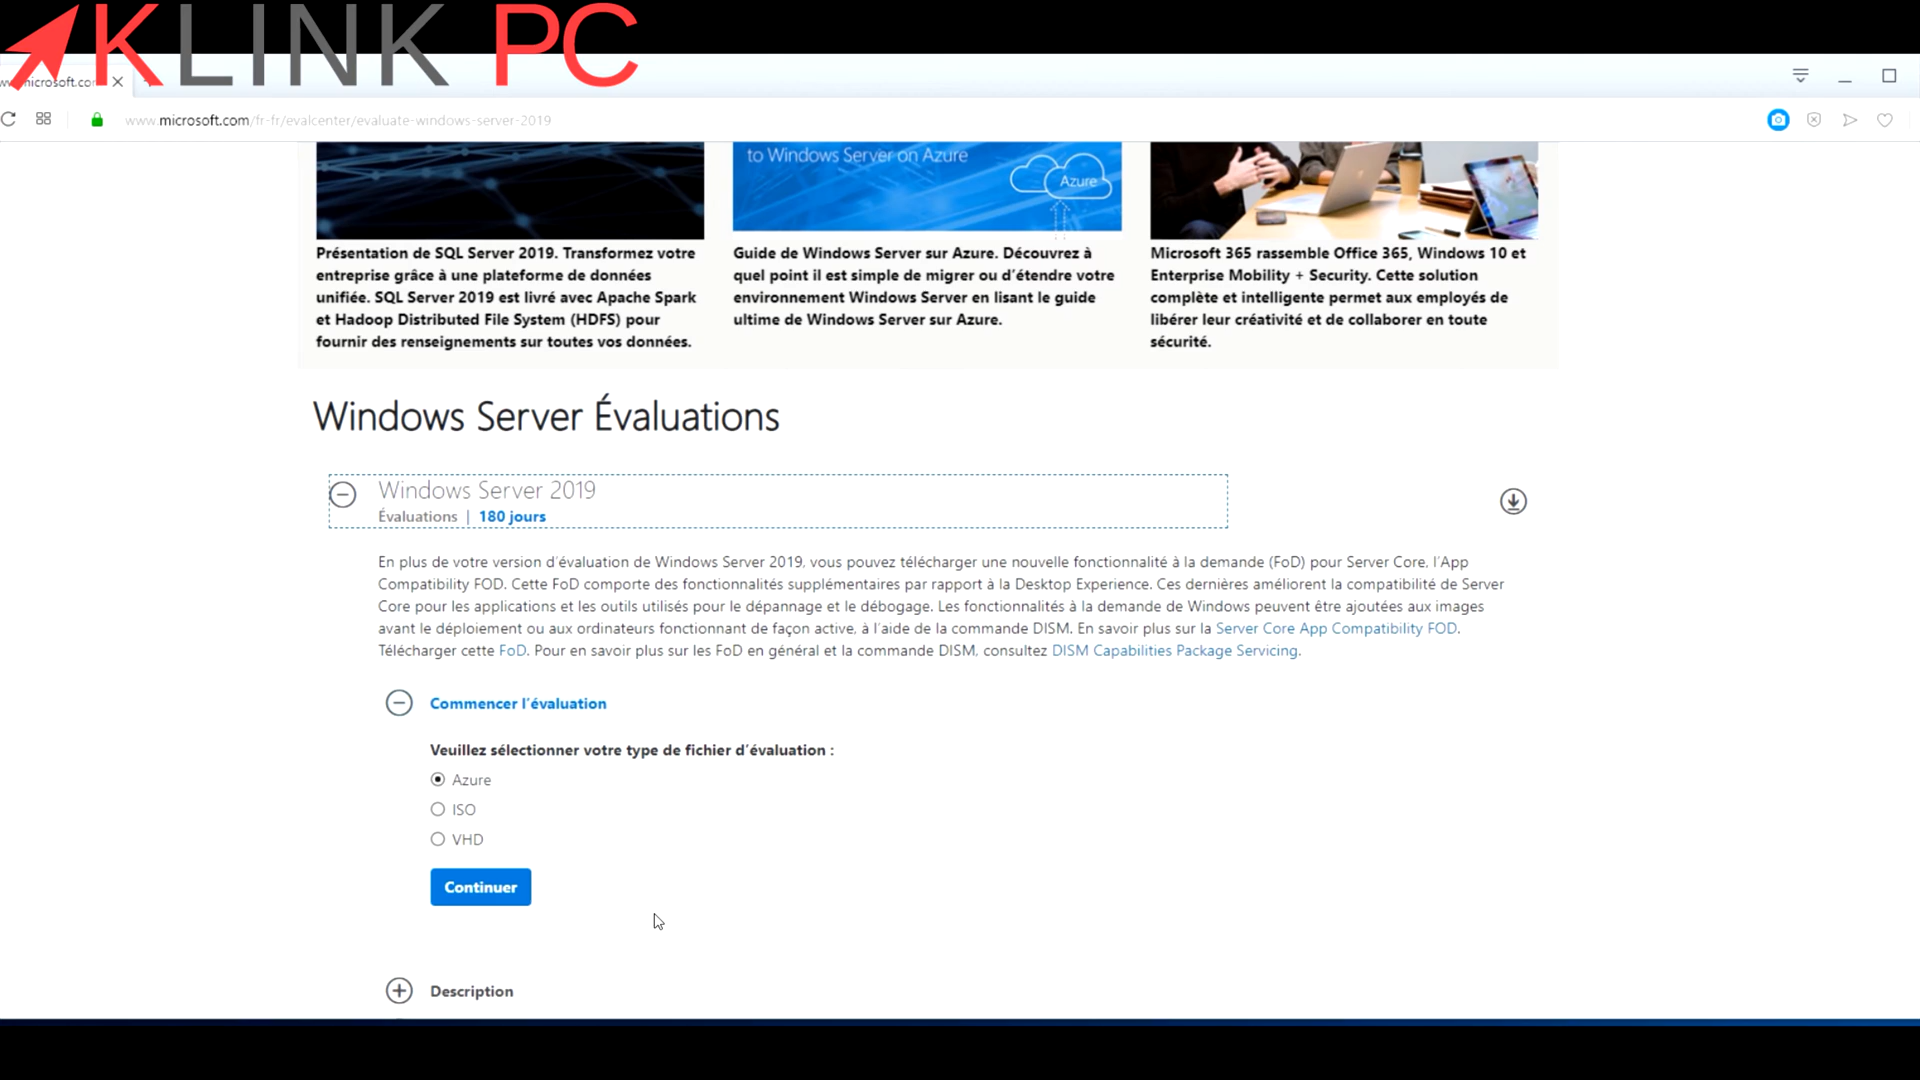 KLINK PC
microsoft.co
www.microsoft.com/fr-fr/evalcenter/evaluate-windows-server-2019
to Windows Server on Azure
Azure
Présentation de SQL Server 2019. Transformez votre
entreprise grâce à une plateforme de données
unifiée. SQL Server 2019 est livré avec Apache Spark
et Hadoop Distributed File System (HDFS) pour
fournir des renseignements sur toutes vos données.
Guide de Windows Server sur Azure. Découvrez à
quel point il est simple de migrer ou d'étendre votre
environnement Windows Server en lisant le guide
ultime de Windows Server sur Azure.
Microsoft 365 rassemble Office 365, Windows 10 et
Enterprise Mobility + Security. Cette solution
complète et intelligente permet aux employés de
libérer leur créativité et de collaborer en toute
sécurité.
Windows Server Évaluations
Windows Server 2019
Évaluations | 180 jours
En plus de votre version d'évaluation de Windows Server 2019, vous pouvez télécharger une nouvelle fonctionnalité à la demande (FoD) pour Server Core, l'App
Compatibility FOD. Cette FoD comporte des fonctionnalités supplémentaires par rapport à la Desktop Experience. Ces dernières améliorent la compatibilité de Server
Core pour les applications et les outils utilisés pour le dépannage et le débogage. Les fonctionnalités à la demande de Windows peuvent être ajoutées aux images
avant le déploiement ou aux ordinateurs fonctionnant de façon active, à l'aide de la commande DISM. En savoir plus sur la Server Core App Compatibility FOD.
Télécharger cette FoD. Pour en savoir plus sur les FoD en général et la commande DISM, consultez DISM Capabilities Package Servicing.
Commencer l'évaluation
Veuillez sélectionner votre type de fichier d'évaluation :
Azure
ISO
VHD
Continuer
Description